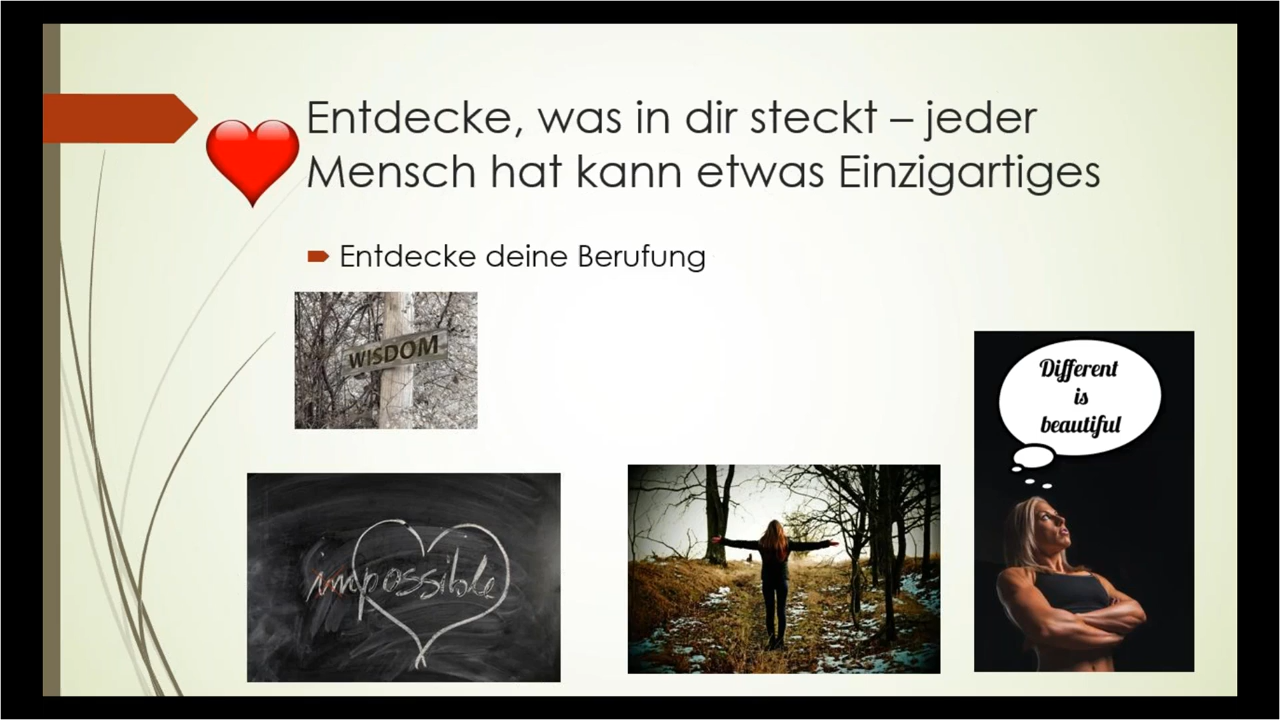 Entdecke, was in dir steckt – jeder
Mensch hat kann etwas Einzigartiges
Entdecke deine Berufung
WISDOM
Different
is
beautiful
impossible